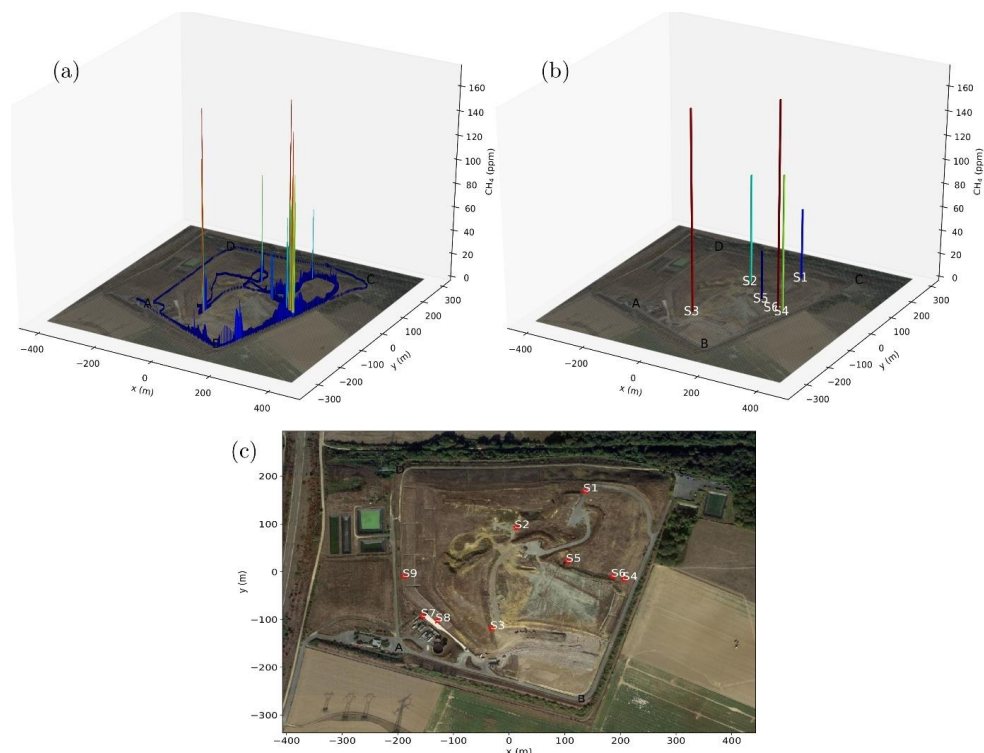 (a)
160
140
120
100
80
60
40
20
0
CH₄ (ppm)
D
C
A
B
−400
−200
0
200
400
x (m)
−300
−200
−100
0
100
200
300
y (m)
(b)
160
140
120
100
80
60
40
20
0
CH₄ (ppm)
D
C
A
B
S2
S1
S5
S6
S4
S3
−400
−200
0
200
400
x (m)
−300
−200
−100
0
100
200
300
y (m)
(c)
200
100
0
−100
−200
−300
y (m)
D
S1
S2
S5
S6
S4
S9
S7
S8
S3
A
B
−400
−300
−200
−100
0
100
200
300
400
x (m)